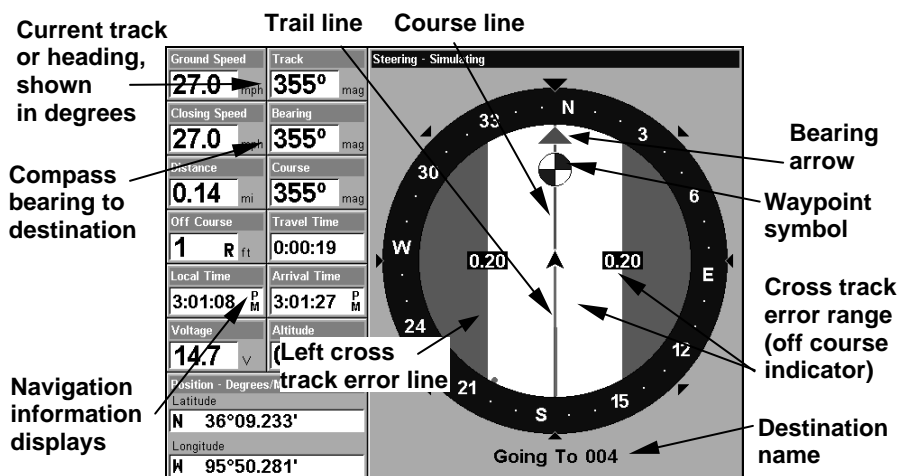 Current track
or heading,
shown
in degrees
Trail line
Course line
Ground Speed
27.0 mph
Track
355° mag
Closing Speed
27.0 mph
Bearing
355° mag
Distance
0.14 mi
Course
355° mag
Off Course
1 R ft
Travel Time
0:00:19
Local Time
3:01:08 PM
Arrival Time
3:01:27 PM
Voltage
14.7 V
Altitude
Position - Degrees/M
Latitude
N 36°09.233'
Longitude
W 95°50.281'
Steering - Simulating
N
33
3
30
6
W
E
24
12
21
15
S
0.20
0.20
Going To 004
Compass
bearing to
destination
Navigation
information
displays
Left cross
track error line
Bearing
arrow
Waypoint
symbol
Cross track
error range
(off course
indicator)
Destination
name